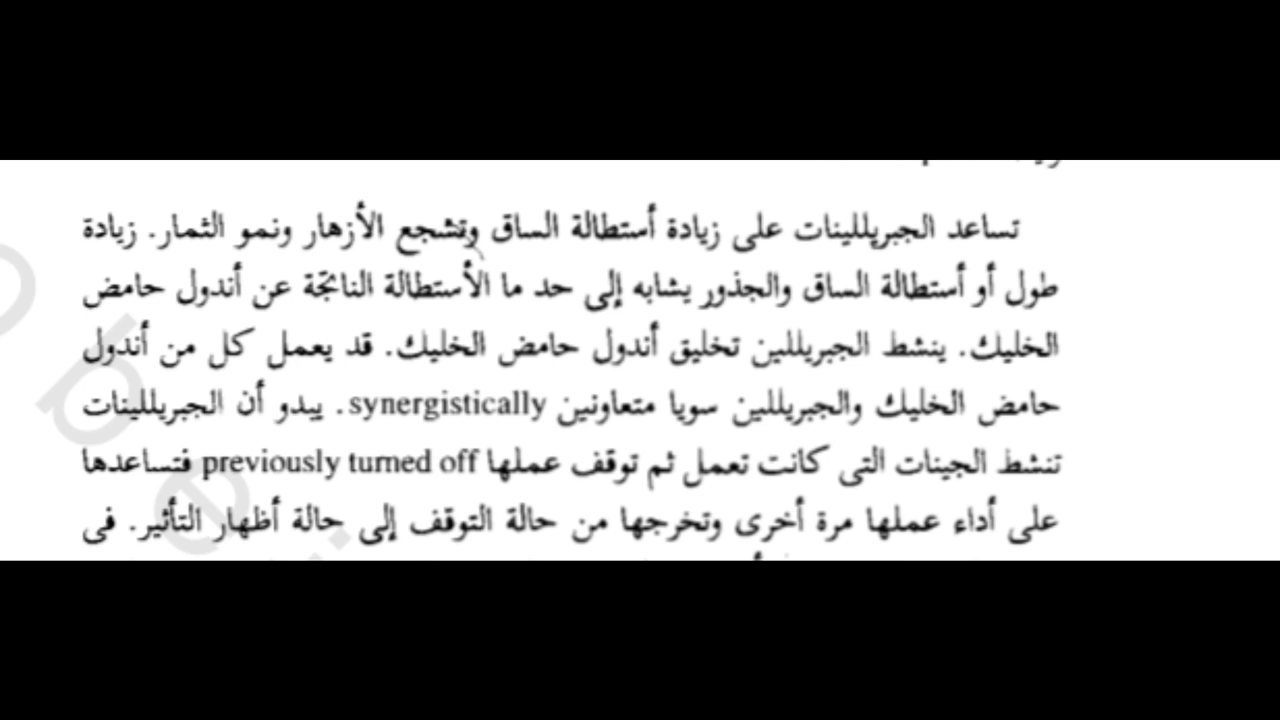 تساعد الجبريللينات على زيادة أستطالة الساق وتشجع الأزهار ونمو الثمار. زيادة
طول أو أستطالة الساق والجذور يشابه إلى حد ما الأستطالة الناتجة عن أندول حامض
الخليك. ينشط الجبريللين تخليق أندول حامض الخليك. قد يعمل كل من أندول
حامض الخليك والجبريللين سويا متعاونين synergistically. يبدو أن الجبريللينات
تنشط الجينات التى كانت تعمل ثم توقف عملها previously turned off فتساعدها
على أداء عملها مرة أخرى وتخرجها من حالة التوقف إلى حالة أظهار التأثير. فى